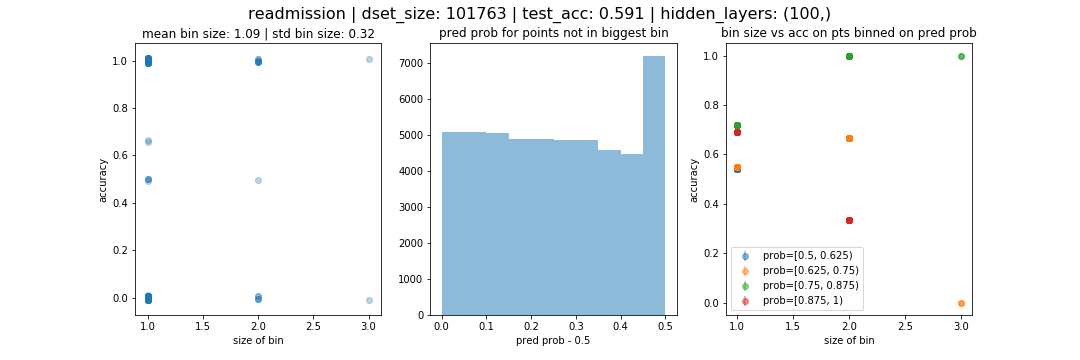 readmission | dset_size: 101763 | test_acc: 0.591 | hidden_layers: (100,)
mean bin size: 1.09 | std bin size: 0.32
accuracy
1.0
0.8
0.6
0.4
0.2
0.0
1.0 1.5 2.0 2.5 3.0
size of bin
pred prob for points not in biggest bin
7000
6000
5000
4000
3000
2000
1000
0
0.0 0.1 0.2 0.3 0.4 0.5
pred prob - 0.5
bin size vs acc on pts binned on pred prob
accuracy
1.0
0.8
0.6
0.4
0.2
0.0
prob=[0.5, 0.625)
prob=[0.625, 0.75)
prob=[0.75, 0.875)
prob=[0.875, 1)
1.0 1.5 2.0 2.5 3.0
size of bin